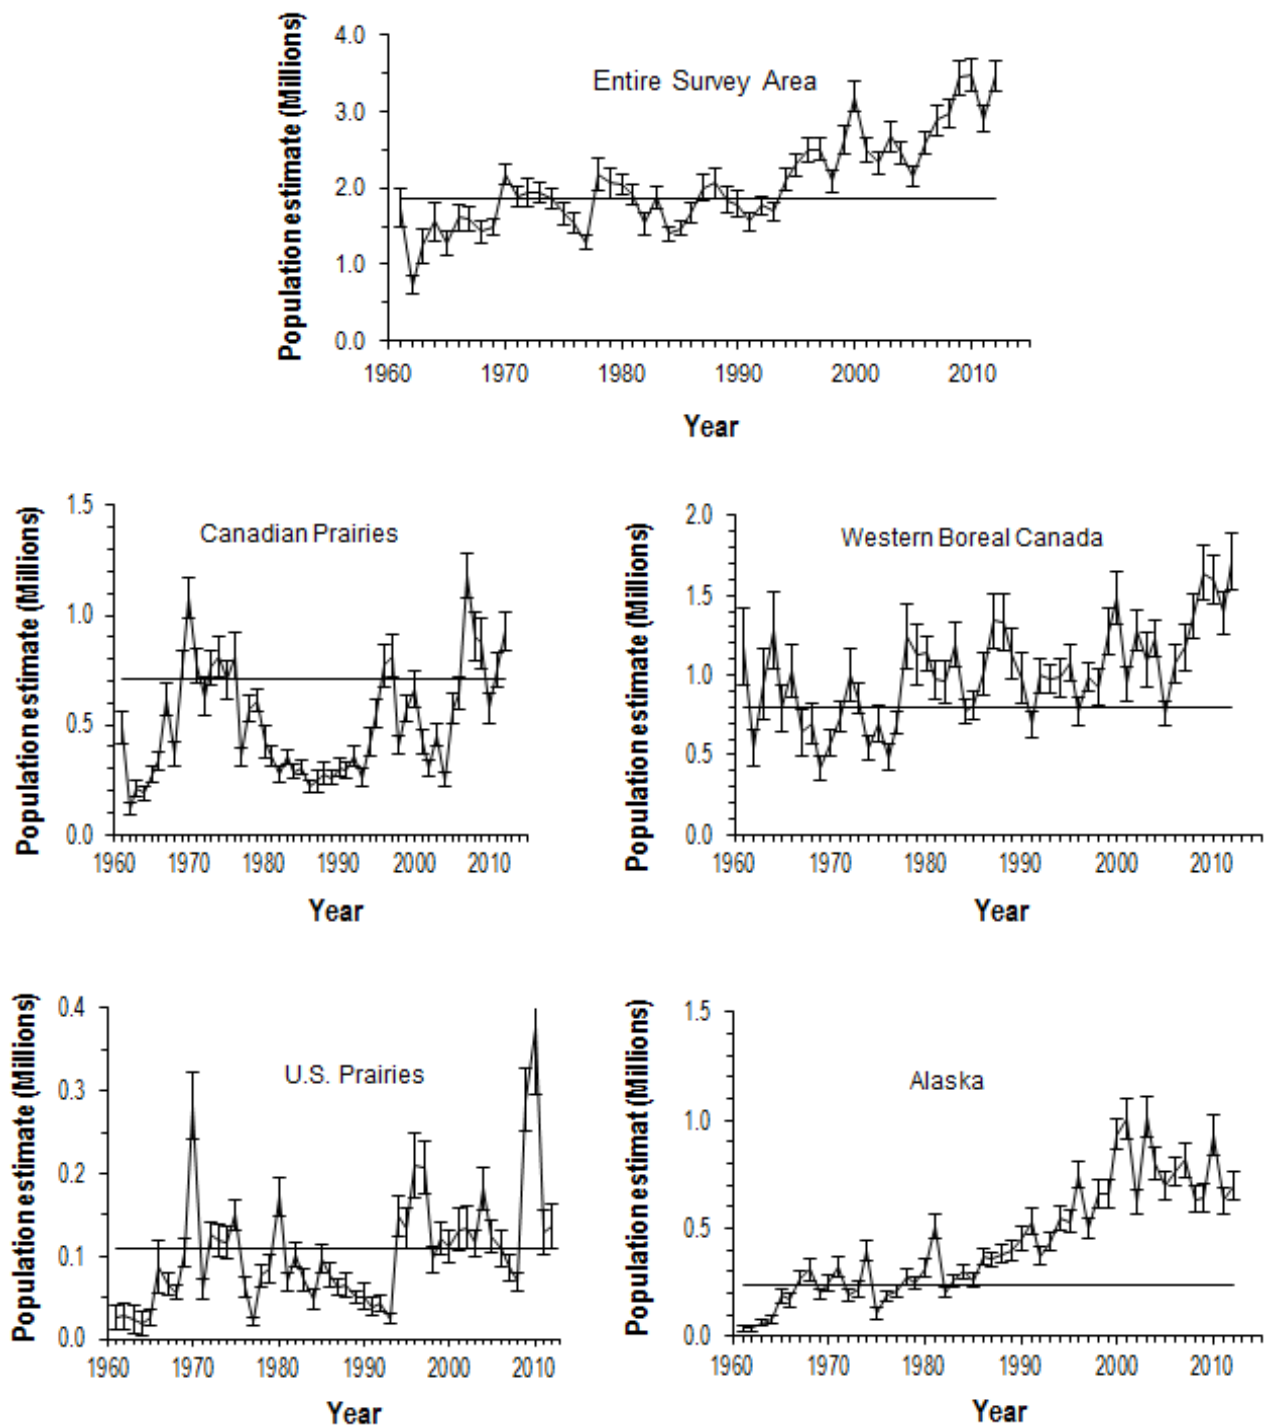 Entire Survey Area
Population estimate (Millions)
4.0
3.0
2.0
1.0
0.0
1960 1970 1980 1990 2000 2010
Year
Canadian Prairies
Population estimate (Millions)
1.5
1.0
0.5
0.0
1960 1970 1980 1990 2000 2010
Year
Western Boreal Canada
Population estimate (Millions)
2.0
1.5
1.0
0.5
0.0
1960 1970 1980 1990 2000 2010
Year
U.S. Prairies
Population estimate (Millions)
0.4
0.3
0.2
0.1
0.0
1960 1970 1980 1990 2000 2010
Year
Alaska
Population estimat (Millions)
1.5
1.0
0.5
0.0
1960 1970 1980 1990 2000 2010
Year